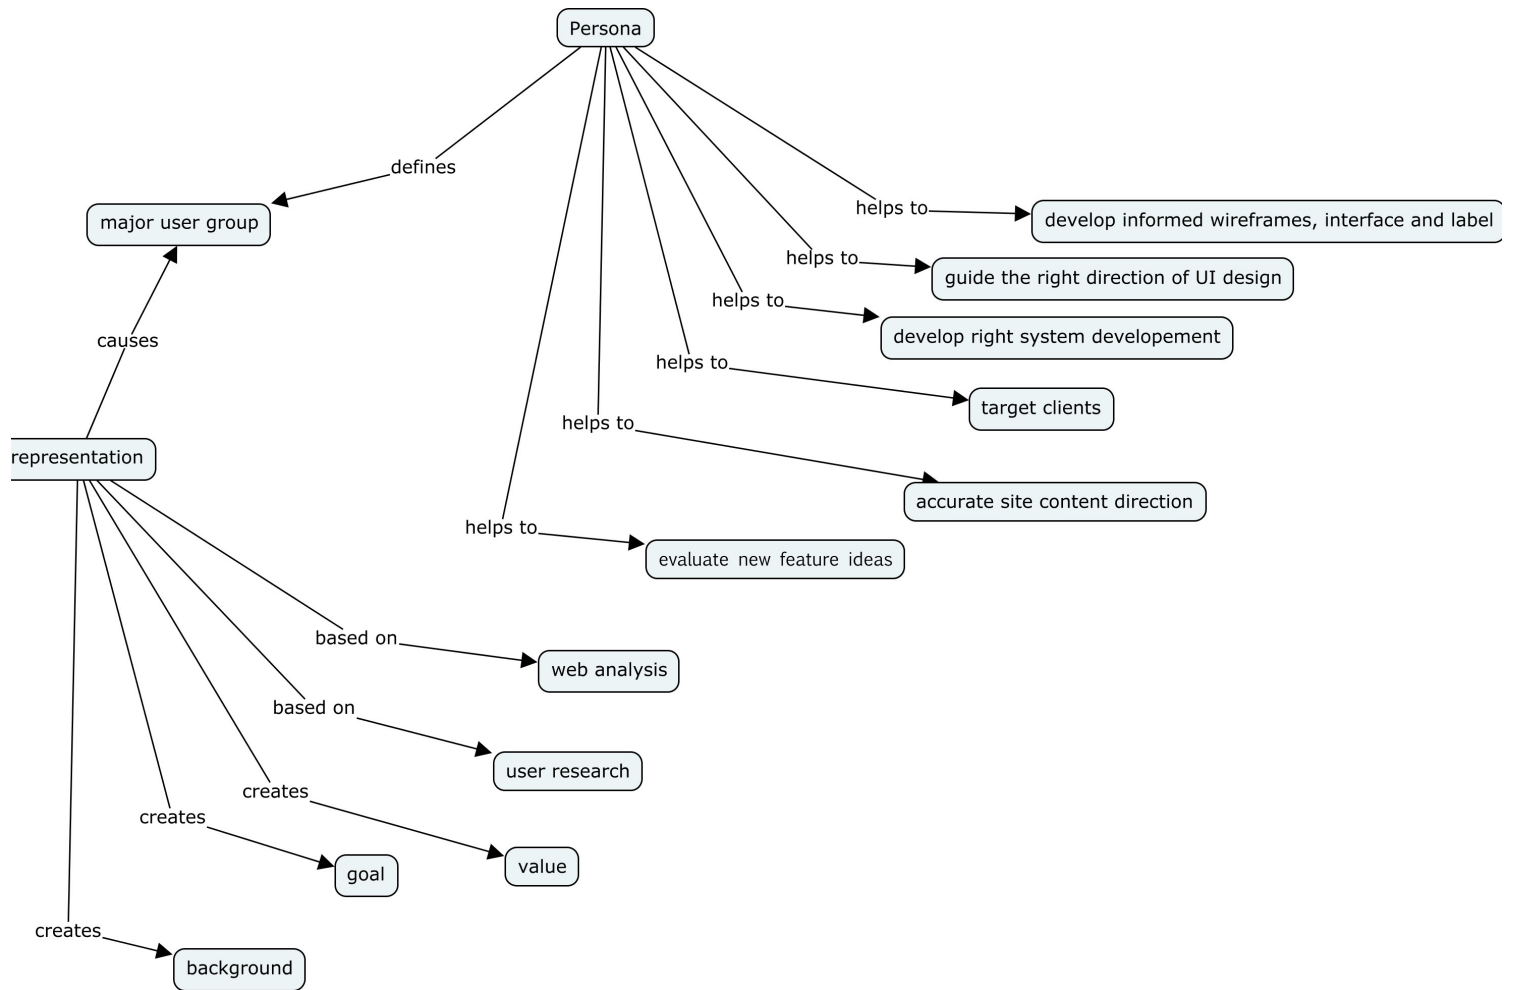 Persona
defines
major user group
helps to
develop informed wireframes, interface and label
helps to
guide the right direction of UI design
helps to
develop right system developement
causes
helps to
target clients
helps to
accurate site content direction
representation
helps to
evaluate new feature ideas
based on
web analysis
based on
user research
creates
value
creates
goal
creates
background